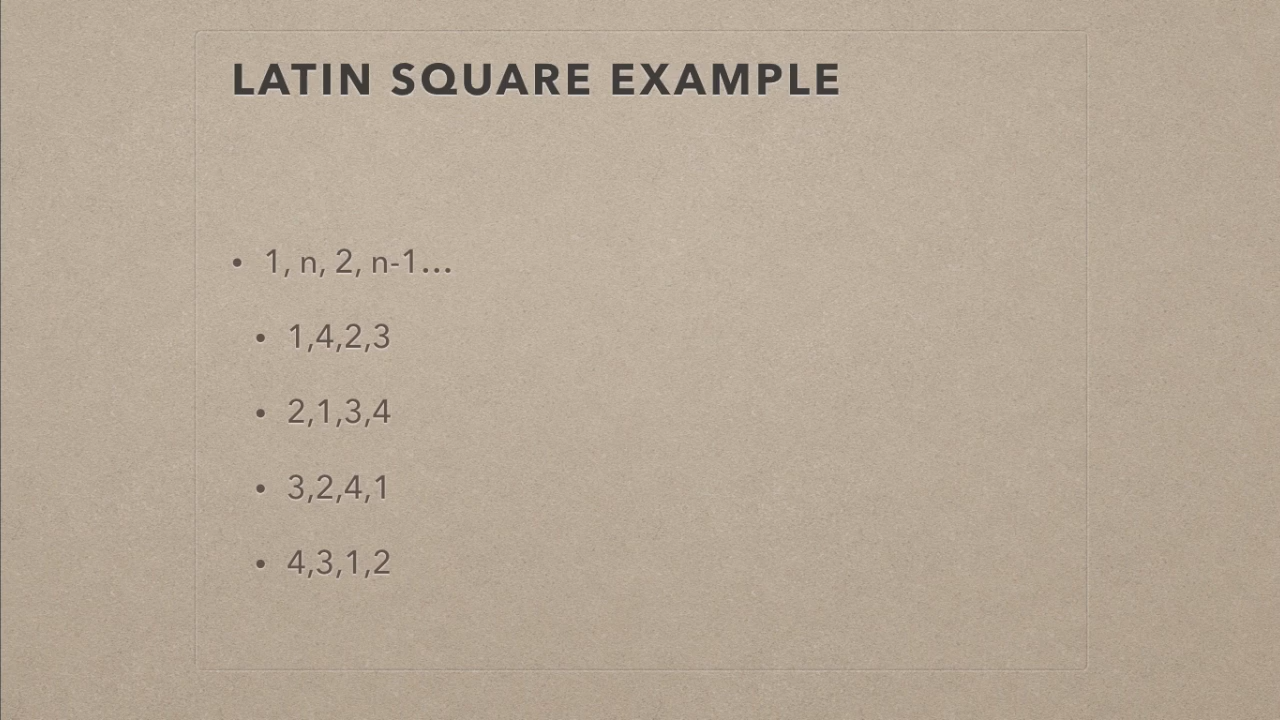 LATIN SQUARE EXAMPLE
• 1, n, 2, n-1...
• 1,4,2,3
• 2,1,3,4
• 3,2,4,1
• 4,3,1,2